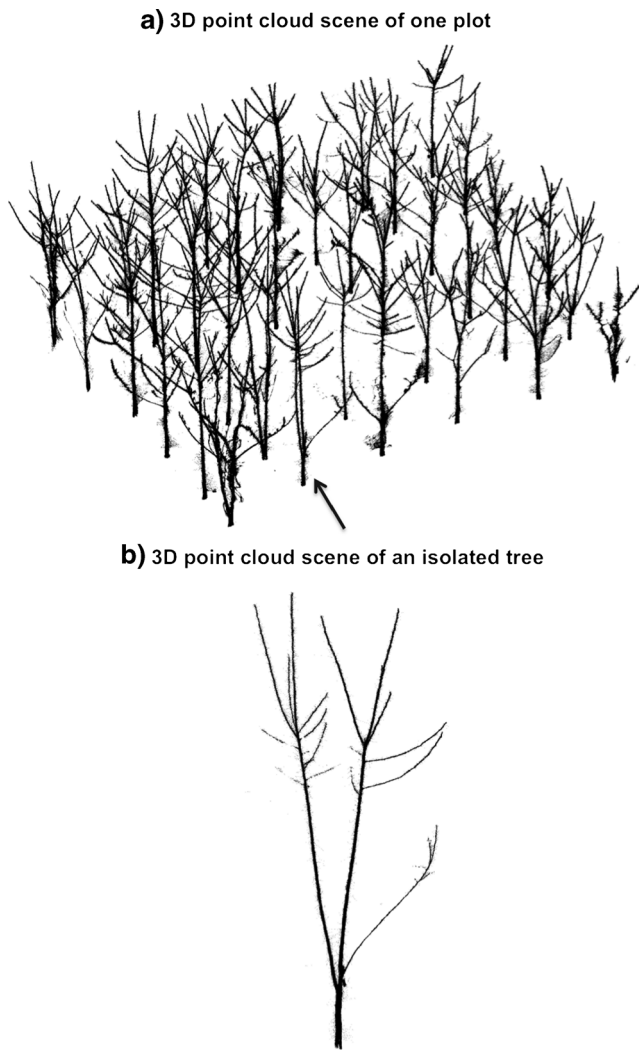 a) 3D point cloud scene of one plot
b) 3D point cloud scene of an isolated tree